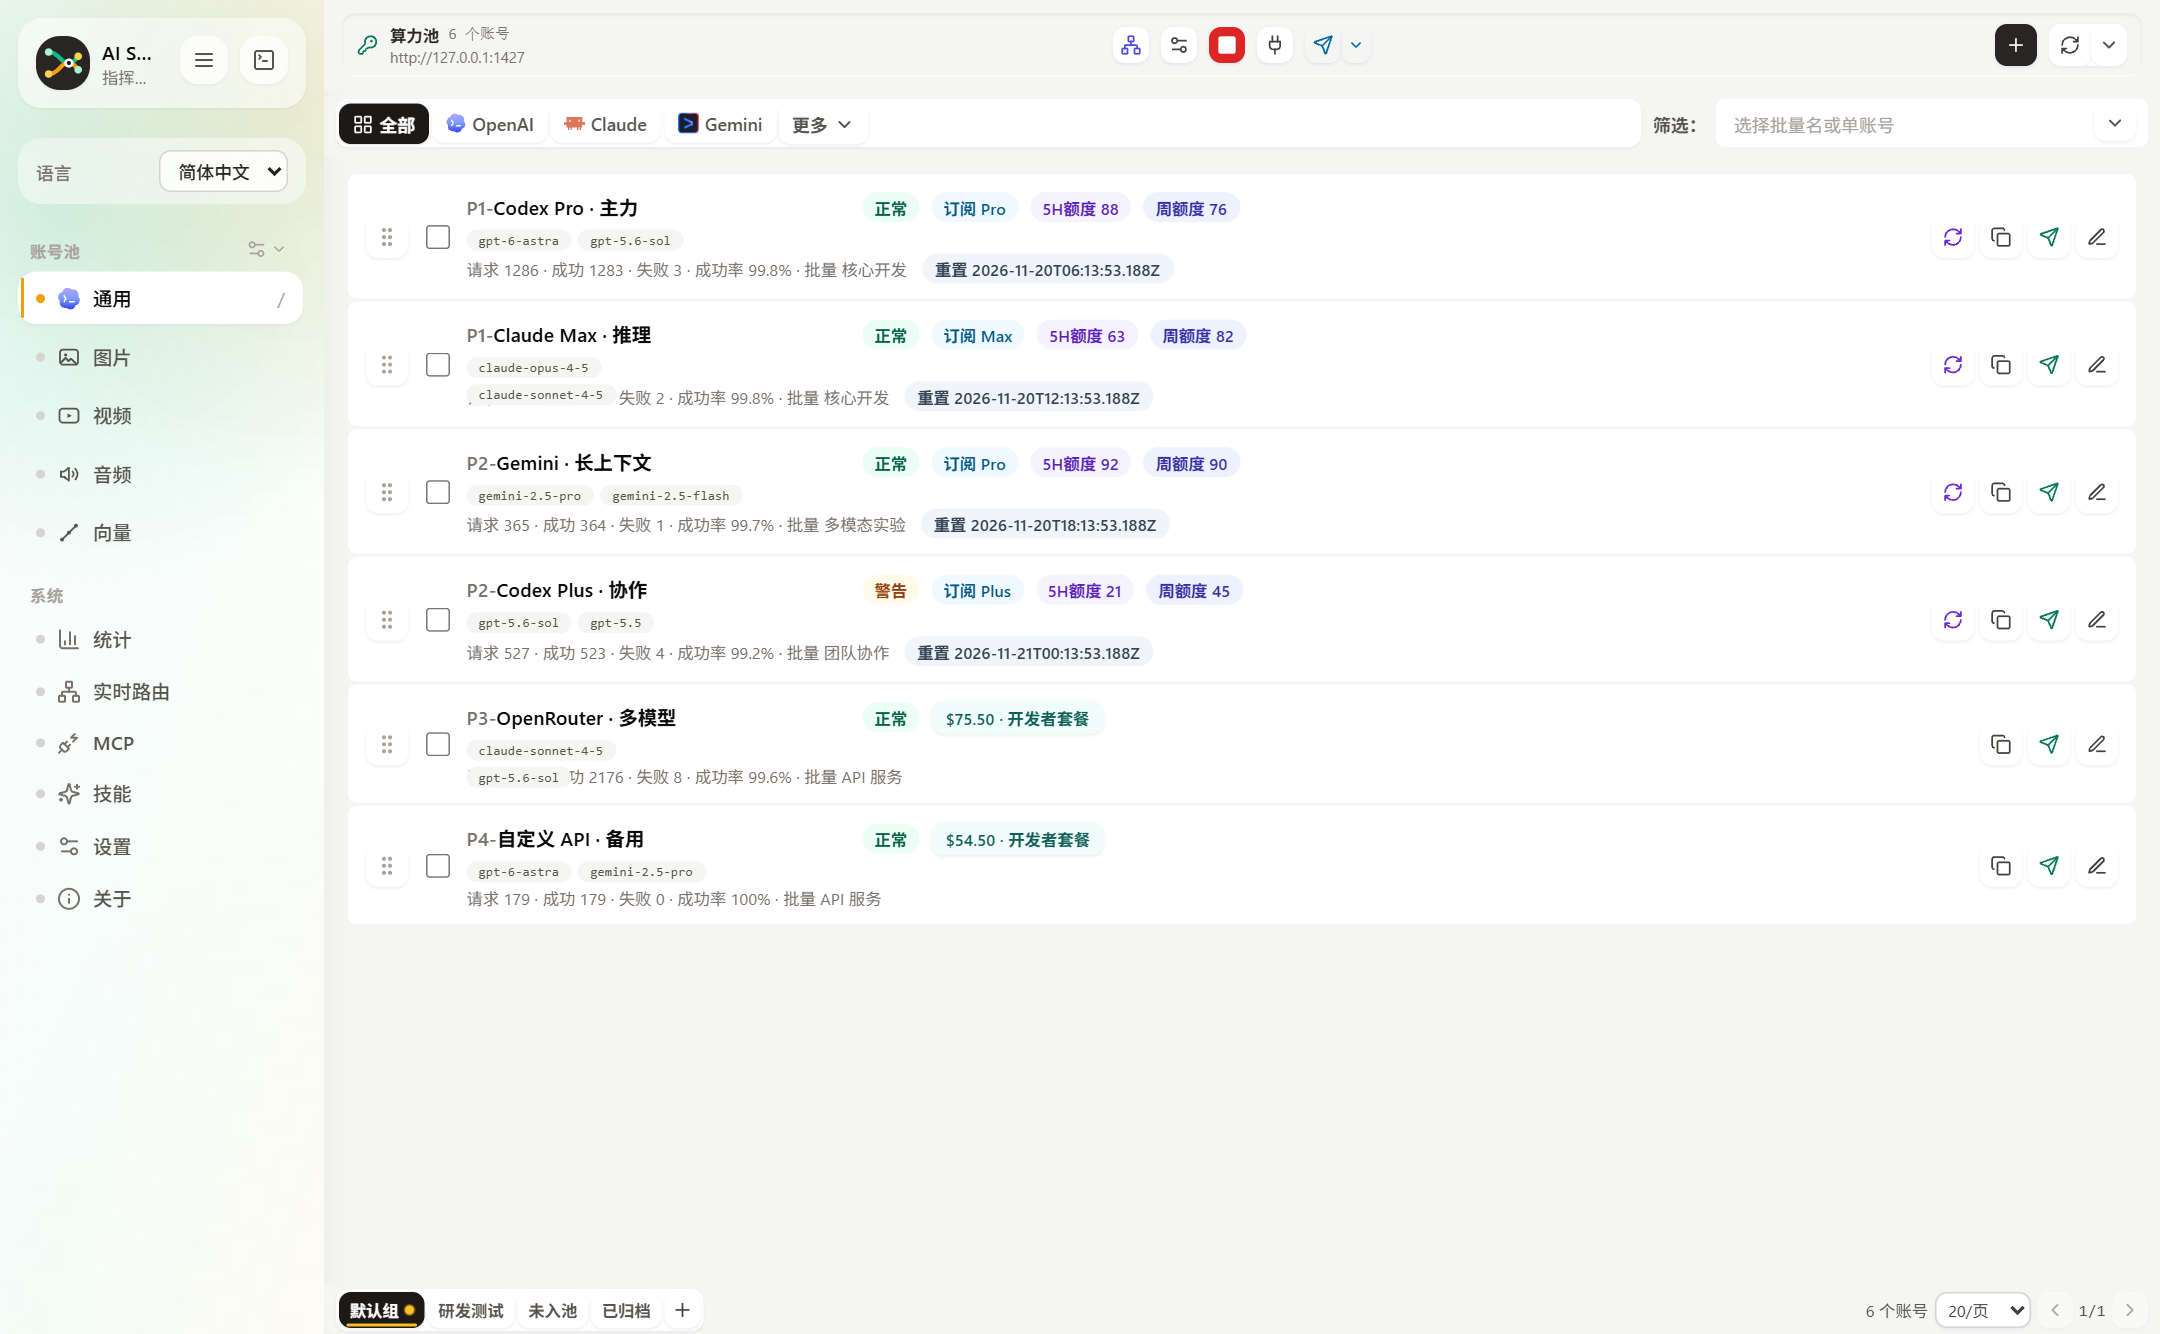 AI S...
指挥...
语言
简体中文
账号池
通用 /
图片
视频
音频
向量
系统
统计
实时路由
MCP
技能
设置
关于
算力池 6 个账号
http://127.0.0.1:1427
全部 OpenAI Claude Gemini 更多
筛选： 选择批量名或单账号
P1-Codex Pro · 主力 正常 订阅 Pro 5H额度 88 周额度 76
gpt-6-astra gpt-5.6-sol
请求 1286 · 成功 1283 · 失败 3 · 成功率 99.8% · 批量 核心开发 重置 2026-11-20T06:13:53.188Z
P1-Claude Max · 推理 正常 订阅 Max 5H额度 63 周额度 82
claude-opus-4-5
claude-sonnet-4-5 失败 2 · 成功率 99.8% · 批量 核心开发 重置 2026-11-20T12:13:53.188Z
P2-Gemini · 长上下文 正常 订阅 Pro 5H额度 92 周额度 90
gemini-2.5-pro gemini-2.5-flash
请求 365 · 成功 364 · 失败 1 · 成功率 99.7% · 批量 多模态实验 重置 2026-11-20T18:13:53.188Z
P2-Codex Plus · 协作 警告 订阅 Plus 5H额度 21 周额度 45
gpt-5.6-sol gpt-5.5
请求 527 · 成功 523 · 失败 4 · 成功率 99.2% · 批量 团队协作 重置 2026-11-21T00:13:53.188Z
P3-OpenRouter · 多模型 正常 $75.50 · 开发者套餐
claude-sonnet-4-5
gpt-5.6-sol 功 2176 · 失败 8 · 成功率 99.6% · 批量 API 服务
P4-自定义 API · 备用 正常 $54.50 · 开发者套餐
gpt-6-astra gemini-2.5-pro
请求 179 · 成功 179 · 失败 0 · 成功率 100% · 批量 API 服务
默认组 研发测试 未入池 已归档
6 个账号 20/页 1/1